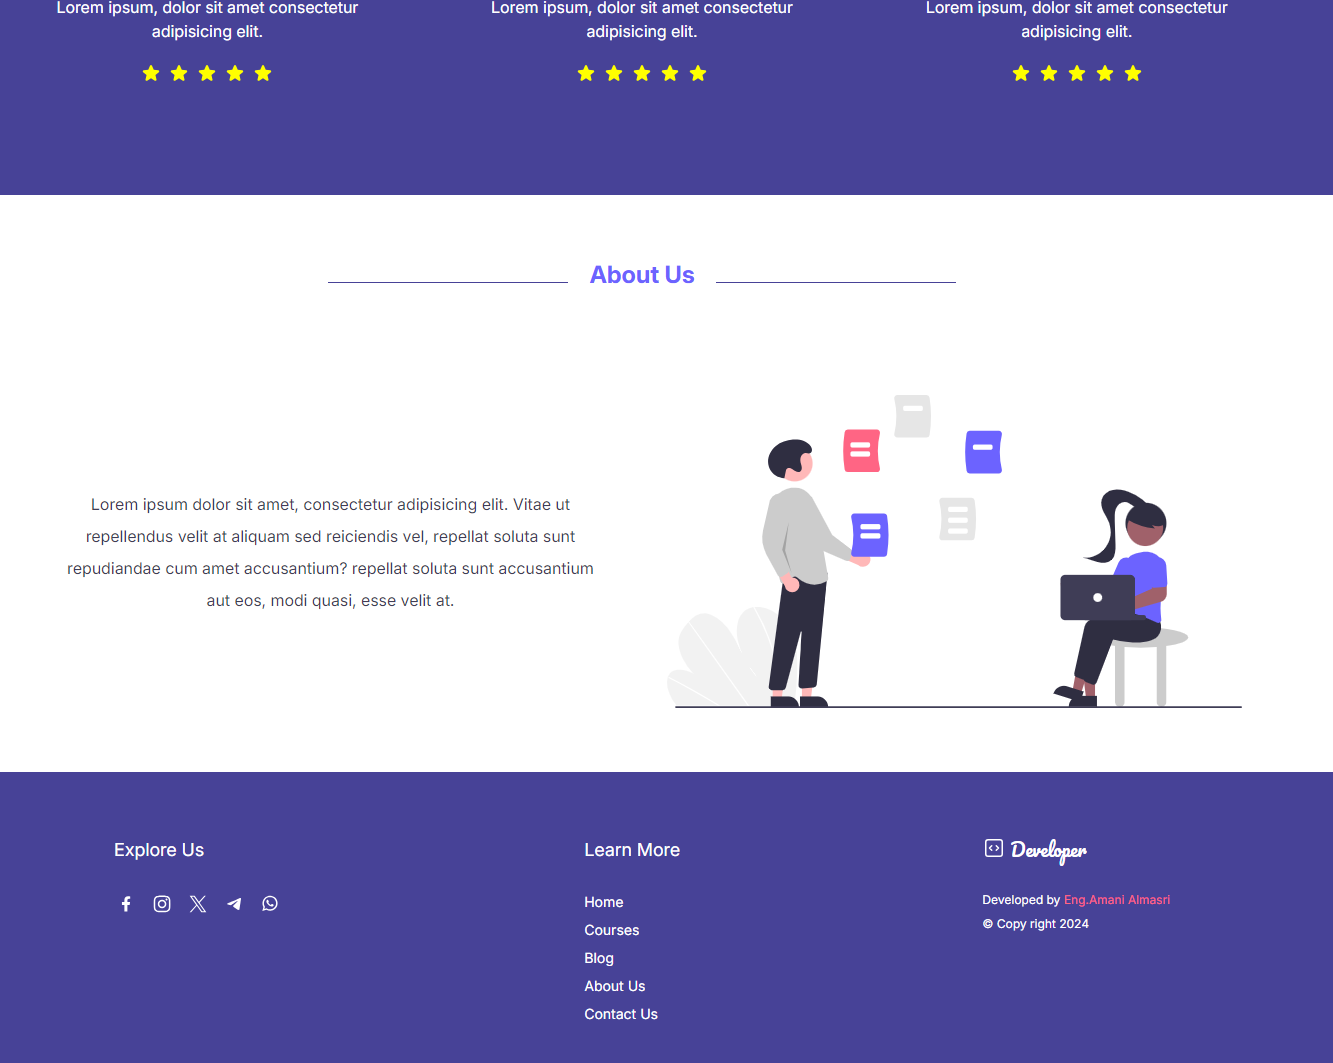 Lorem ipsum, dolor sit amet consectetur
adipisicing elit.
Lorem ipsum, dolor sit amet consectetur
adipisicing elit.
Lorem ipsum, dolor sit amet consectetur
adipisicing elit.
About Us
Lorem ipsum dolor sit amet, consectetur adipisicing elit. Vitae ut
repellendus velit at aliquam sed reiciendis vel, repellat soluta sunt
repudiandae cum amet accusantium? repellat soluta sunt accusantium
aut eos, modi quasi, esse velit at.
Explore Us
Learn More
Home
Courses
Blog
About Us
Contact Us
Developer
Developed by Eng.Amani Almasri
© Copy right 2024